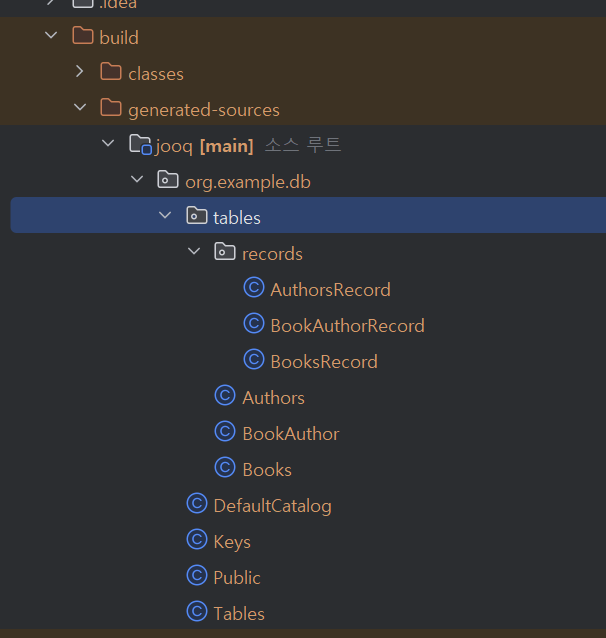 .idea
build
classes
generated-sources
jooq [main] 소스 루트
org.example.db
tables
records
AuthorsRecord
BookAuthorRecord
BooksRecord
Authors
BookAuthor
Books
DefaultCatalog
Keys
Public
Tables